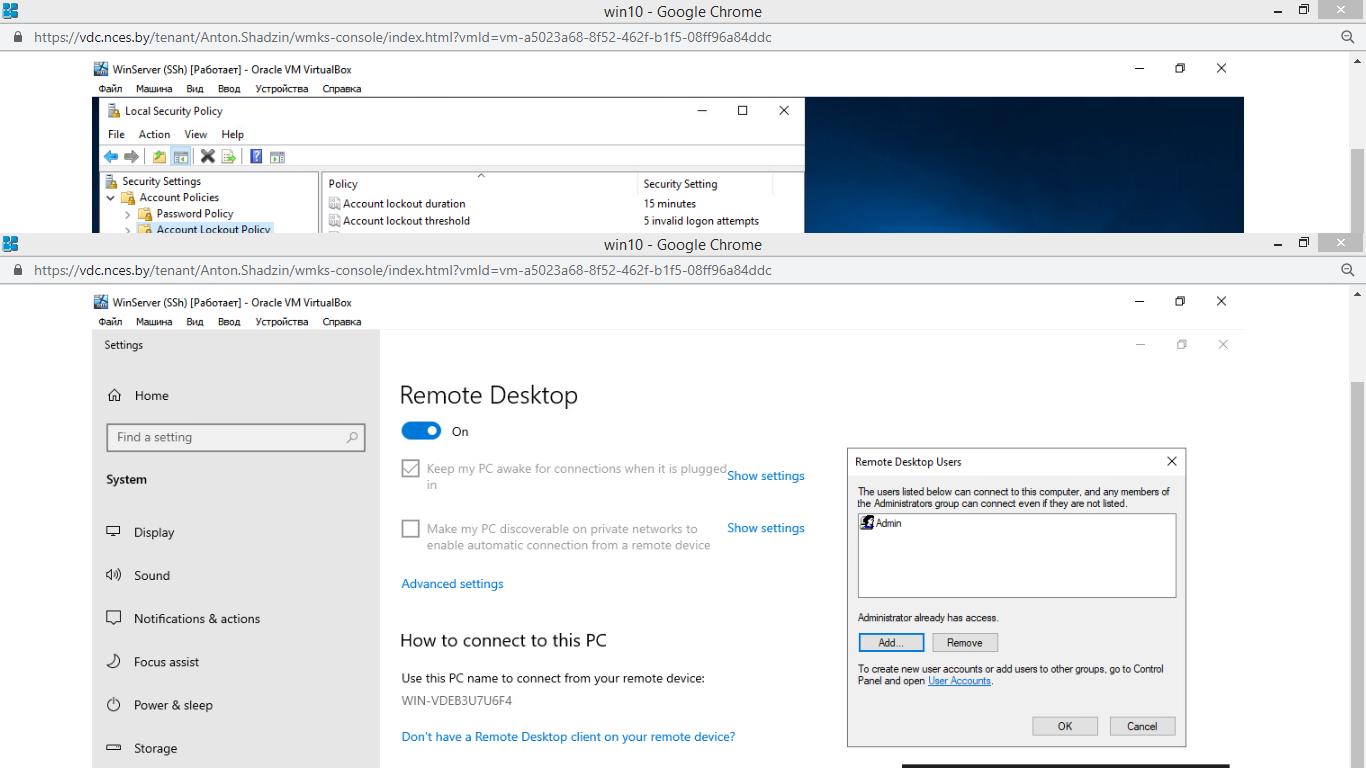 win10 - Google Chrome
https://vdc.nces.by/tenant/Anton.Shadzin/wmks-console/index.html?vmId=vm-a5023a68-8f52-462f-b1f5-08ff96a84ddc
WinServer (SSh) [Работает] - Oracle VM VirtualBox
Файл Машина Вид Ввод Устройства Справка
Local Security Policy
File Action View Help
Security Settings
Account Policies
Password Policy
Account Lockout Policy
Policy Security Setting
Account lockout duration 15 minutes
Account lockout threshold 5 invalid logon attempts
win10 - Google Chrome
https://vdc.nces.by/tenant/Anton.Shadzin/wmks-console/index.html?vmId=vm-a5023a68-8f52-462f-b1f5-08ff96a84ddc
WinServer (SSh) [Работает] - Oracle VM VirtualBox
Файл Машина Вид Ввод Устройства Справка
Settings
Home
Find a setting
System
Display
Sound
Notifications & actions
Focus assist
Power & sleep
Storage
Remote Desktop
On
Keep my PC awake for connections when it is plugged
in
Show settings
Make my PC discoverable on private networks to
enable automatic connection from a remote device
Show settings
Advanced settings
How to connect to this PC
Use this PC name to connect from your remote device:
WIN-VDEB3U7U6F4
Don't have a Remote Desktop client on your remote device?
Remote Desktop Users
The users listed below can connect to this computer, and any members of
the Administrators group can connect even if they are not listed.
Admin
Administrator already has access.
Add... Remove
To create new user accounts or add users to other groups, go to Control
Panel and open User Accounts.
OK Cancel